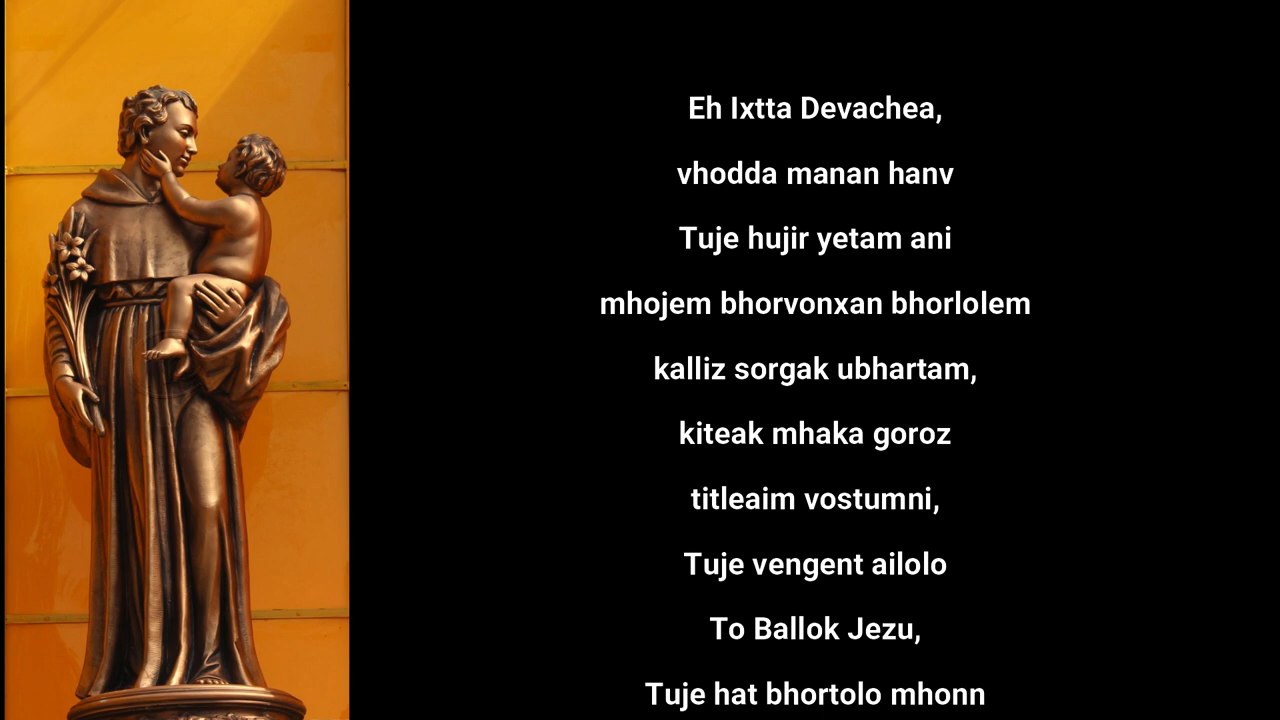 Eh Ixtta Devachea,
vhodda manan hanv
Tuje hujir yetam ani
mhojem bhorvonxan bhorlolem
kalliz sorgak ubhartam,
kiteak mhaka goroz
titleaim vostumni,
Tuje vengent ailolo
To Ballok Jezu,
Tuje hat bhortolo mhonn